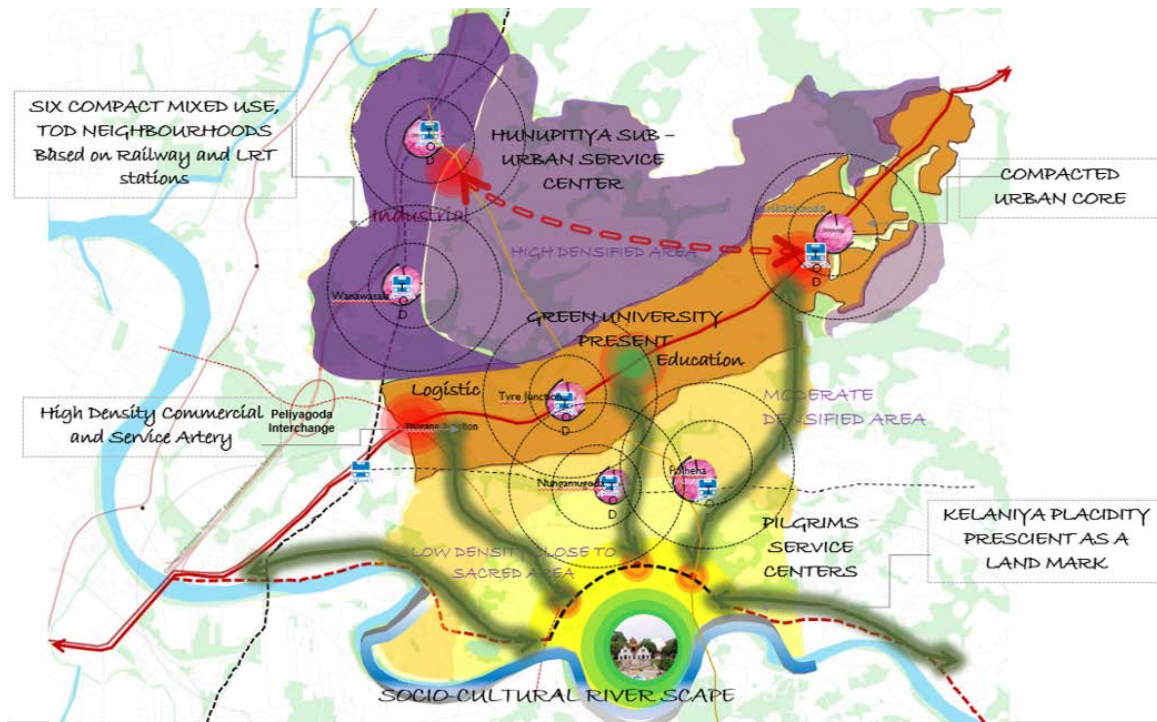 SIX COMPACT MIXED USE,
TOD NEIGHBOURHOODS
Based on Railway and LRT
stations
HUNUPITIYA SUB –
URBAN SERVICE
CENTER
COMPACTED
URBAN CORE
Industrial
HIGH DENSIFIED AREA
O
D
O
D
Wanawasala
O
D
GREEN UNIVERSITY
PRESENT
Education
Logistic
Tyre Junction
O
D
MODERATE
DENSIFIED AREA
High Density Commercial
and Service Artery
Peliyagoda
Interchange
Thorana Junction
Nungamugoda
O
D
PILGRIMS
SERVICE
CENTERS
KELANIYA PLACIDITY
PRESCIENT AS A
LAND MARK
LOW DENSITY CLOSE TO
SACRED AREA
SOCIO-CULTURAL RIVER SCAPE